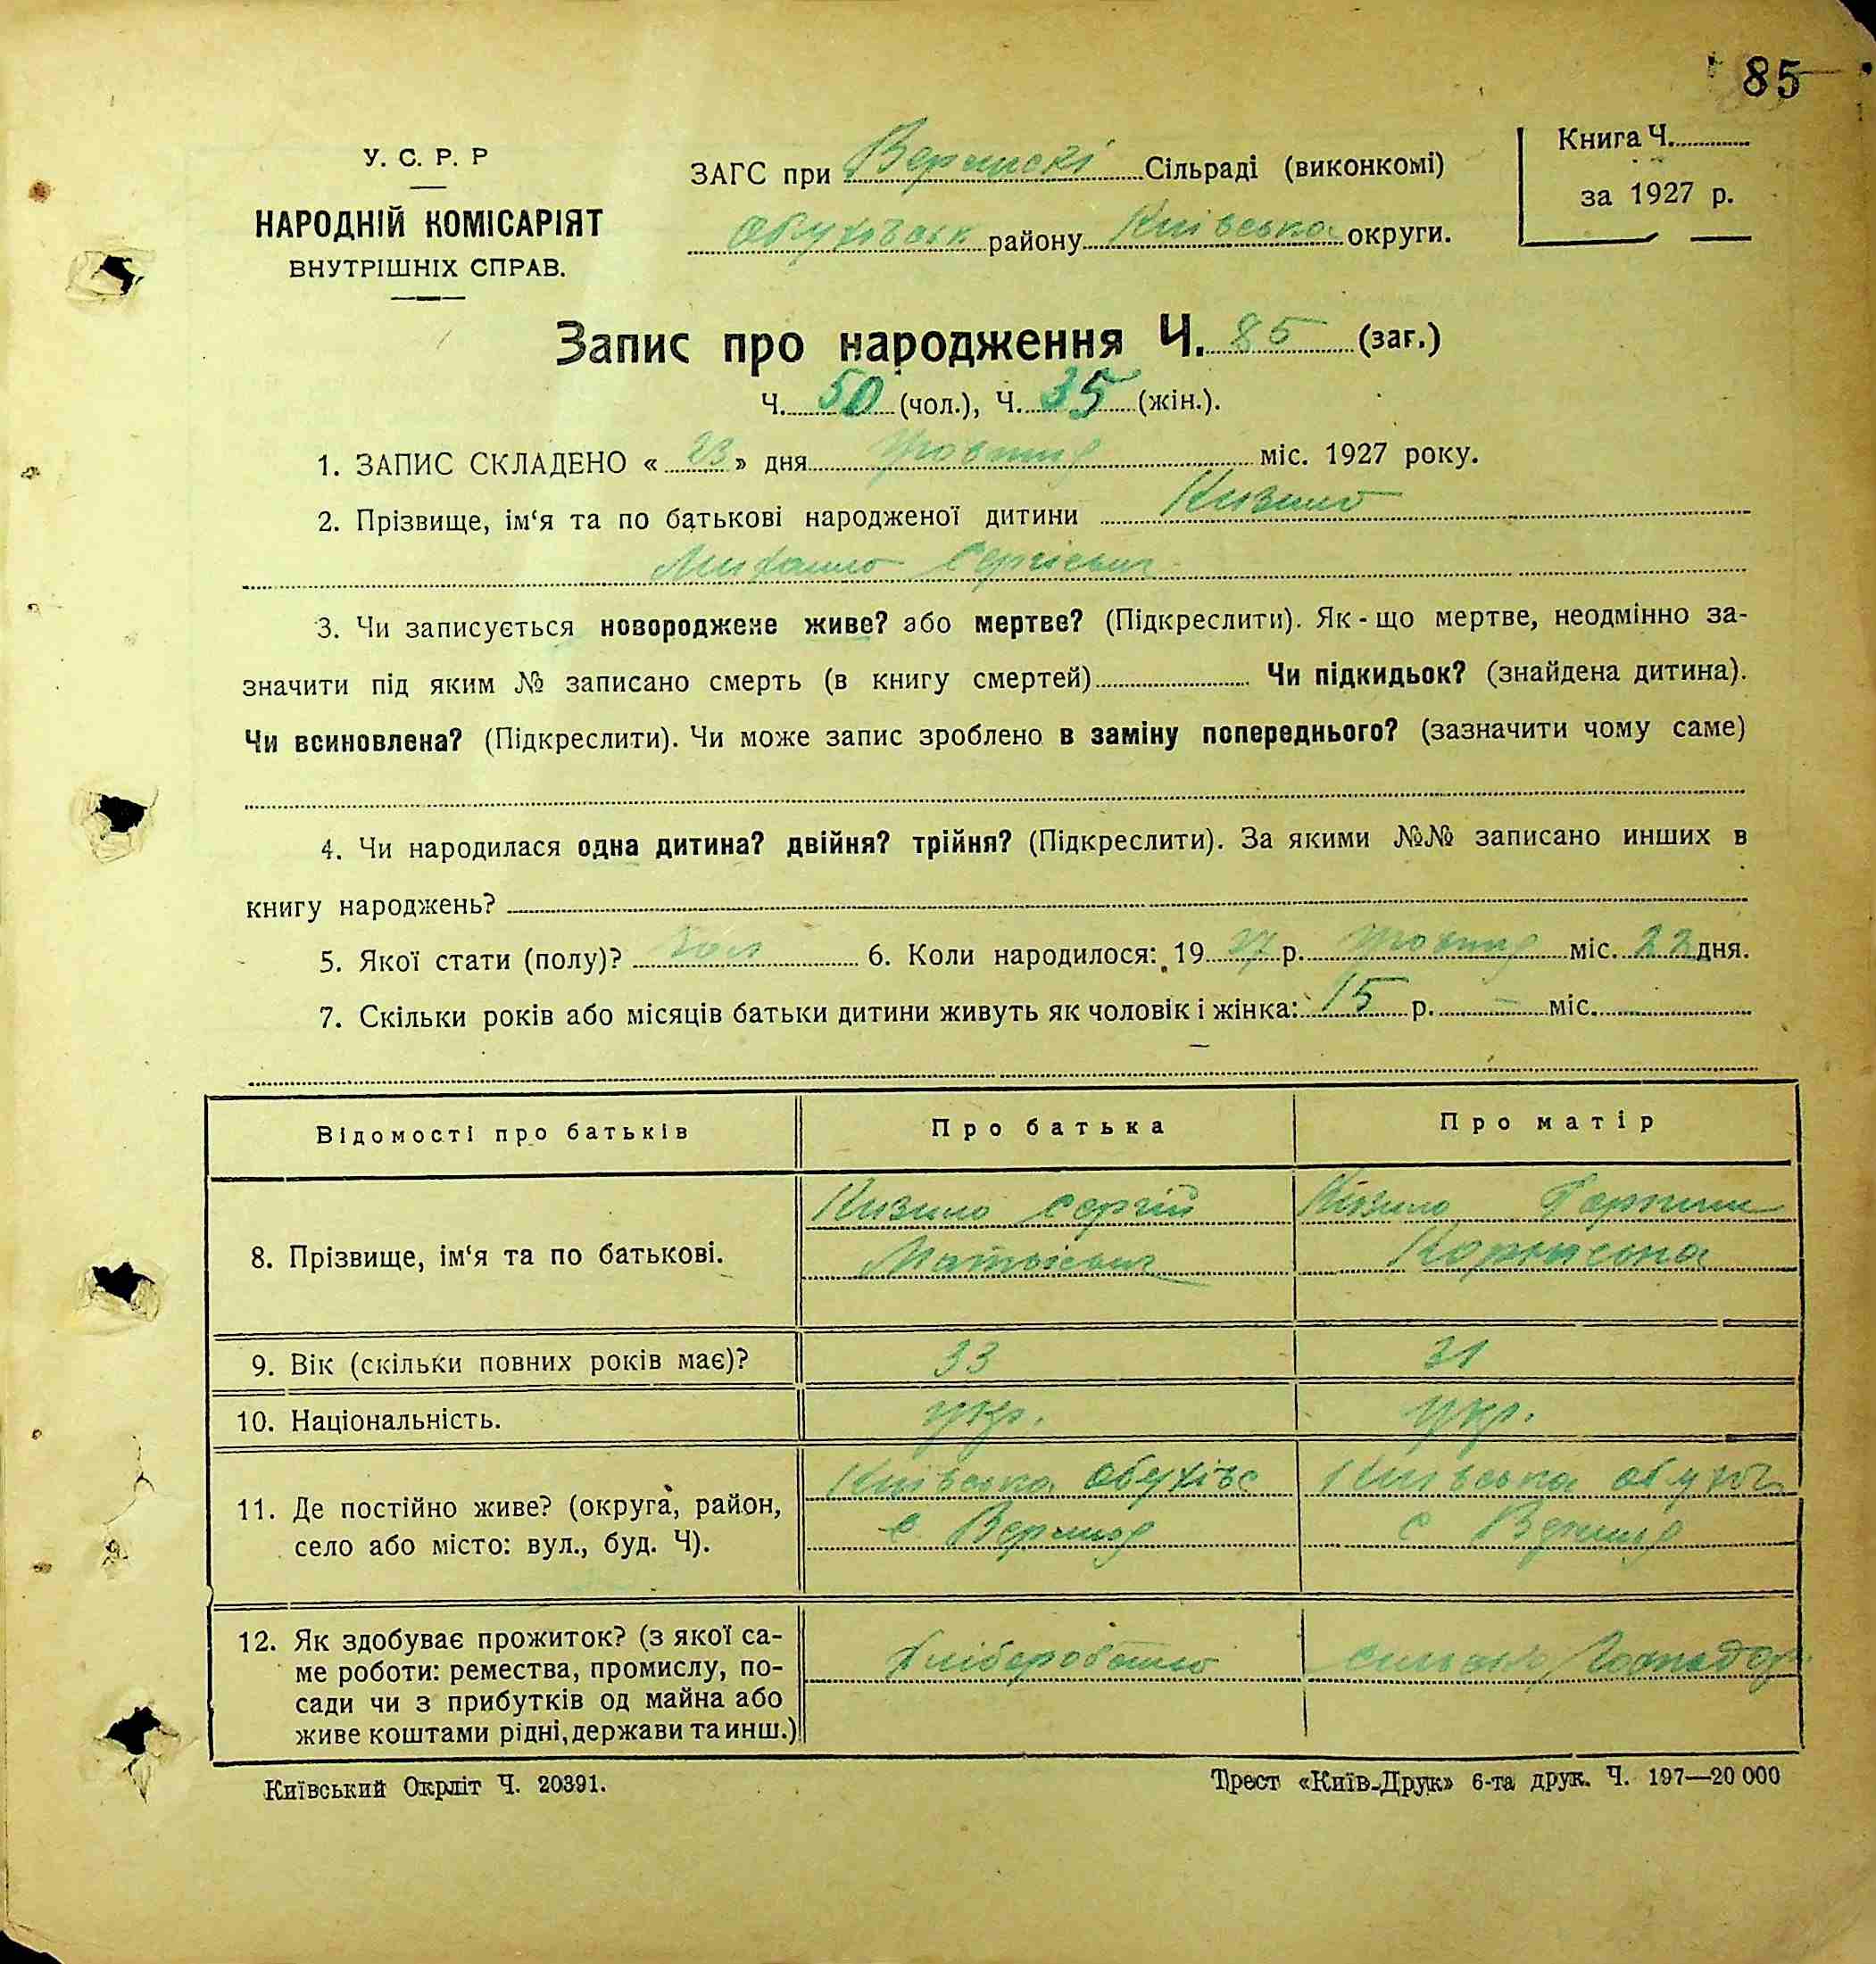 85
У. С. Р. Р
НАРОДНІЙ КОМІСАРІЯТ
ВНУТРІШНІХ СПРАВ.
ЗАГС при Сільраді (виконкомі)
району Київська округи.
Книга Ч.
за 1927 р.
Запис про народження Ч. 85 (заг.)
Ч. 50 (чол.), Ч. 35 (жін.).
1. ЗАПИС СКЛАДЕНО « 23 » дня Жовтня міс. 1927 року.
2. Прізвище, ім‘я та по батькові народженої дитини Кизило
Михайло Сергієвич
3. Чи записується новороджене живе? або мертве? (Підкреслити). Як-що мертве, неодмінно за-
значити під яким № записано смерть (в книгу смертей) Чи підкидьок? (знайдена дитина).
Чи всиновлена? (Підкреслити). Чи може запис зроблено в заміну попереднього? (зазначити чому саме)
4. Чи народилася одна дитина? двійня? трійня? (Підкреслити). За якими №№ записано инших в
книгу народжень?
5. Якої стати (полу)? чол 6. Коли народилося: 19 27 р. Жовтня міс. 22 дня.
7. Скільки років або місяців батьки дитини живуть як чоловік і жінка: 15 р. — міс.
Відомості про батьків Про батька Про матір
8. Прізвище, ім‘я та по батькові. Кизило Сергій Кизило
Матвієвич
9. Вік (скільки повних років має)? 33 31
10. Національність. укр. укр.
11. Де постійно живе? (округа, район,
село або місто: вул., буд. Ч).
Київська Обухівс Київська
с. с
12. Як здобуває прожиток? (з якої са-
ме роботи: ремества, промислу, по-
сади чи з прибутків од майна або
живе коштами рідні, держави та инш.)
Хліборобство
Київський Окрліт Ч. 20391.
Трест «Київ-Друк» 6-та друк. Ч. 197—20 000